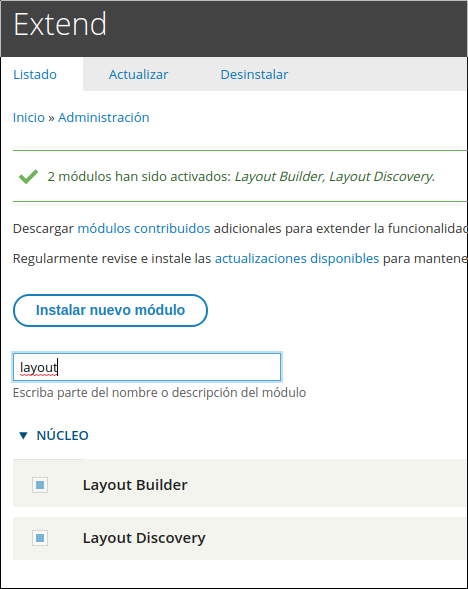 Extend
Listado Actualizar Desinstalar
Inicio » Administración
2 módulos han sido activados: Layout Builder, Layout Discovery.
Descargar módulos contribuidos adicionales para extender la funcionalidad
Regularmente revise e instale las actualizaciones disponibles para mantene
Instalar nuevo módulo
layout
Escriba parte del nombre o descripción del módulo
NÚCLEO
Layout Builder
Layout Discovery